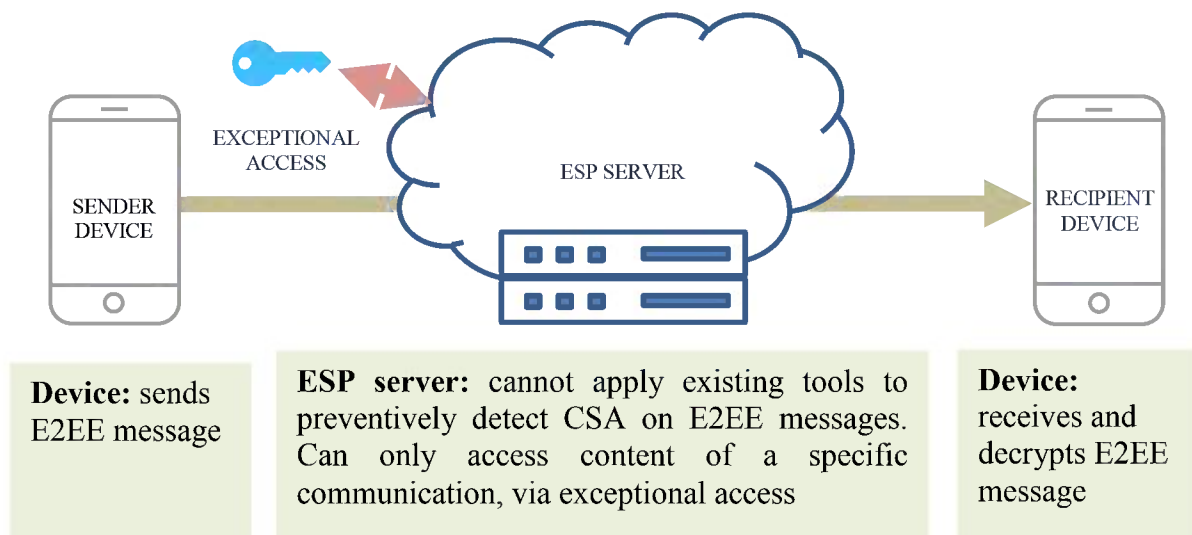 EXCEPTIONAL
ACCESS
ESP SERVER
SENDER
DEVICE
RECIPIENT
DEVICE
Device: sends
E2EE message
ESP server: cannot apply existing tools to
preventively detect CSA on E2EE messages.
Can only access content of a specific
communication, via exceptional access
Device:
receives and
decrypts E2EE
message